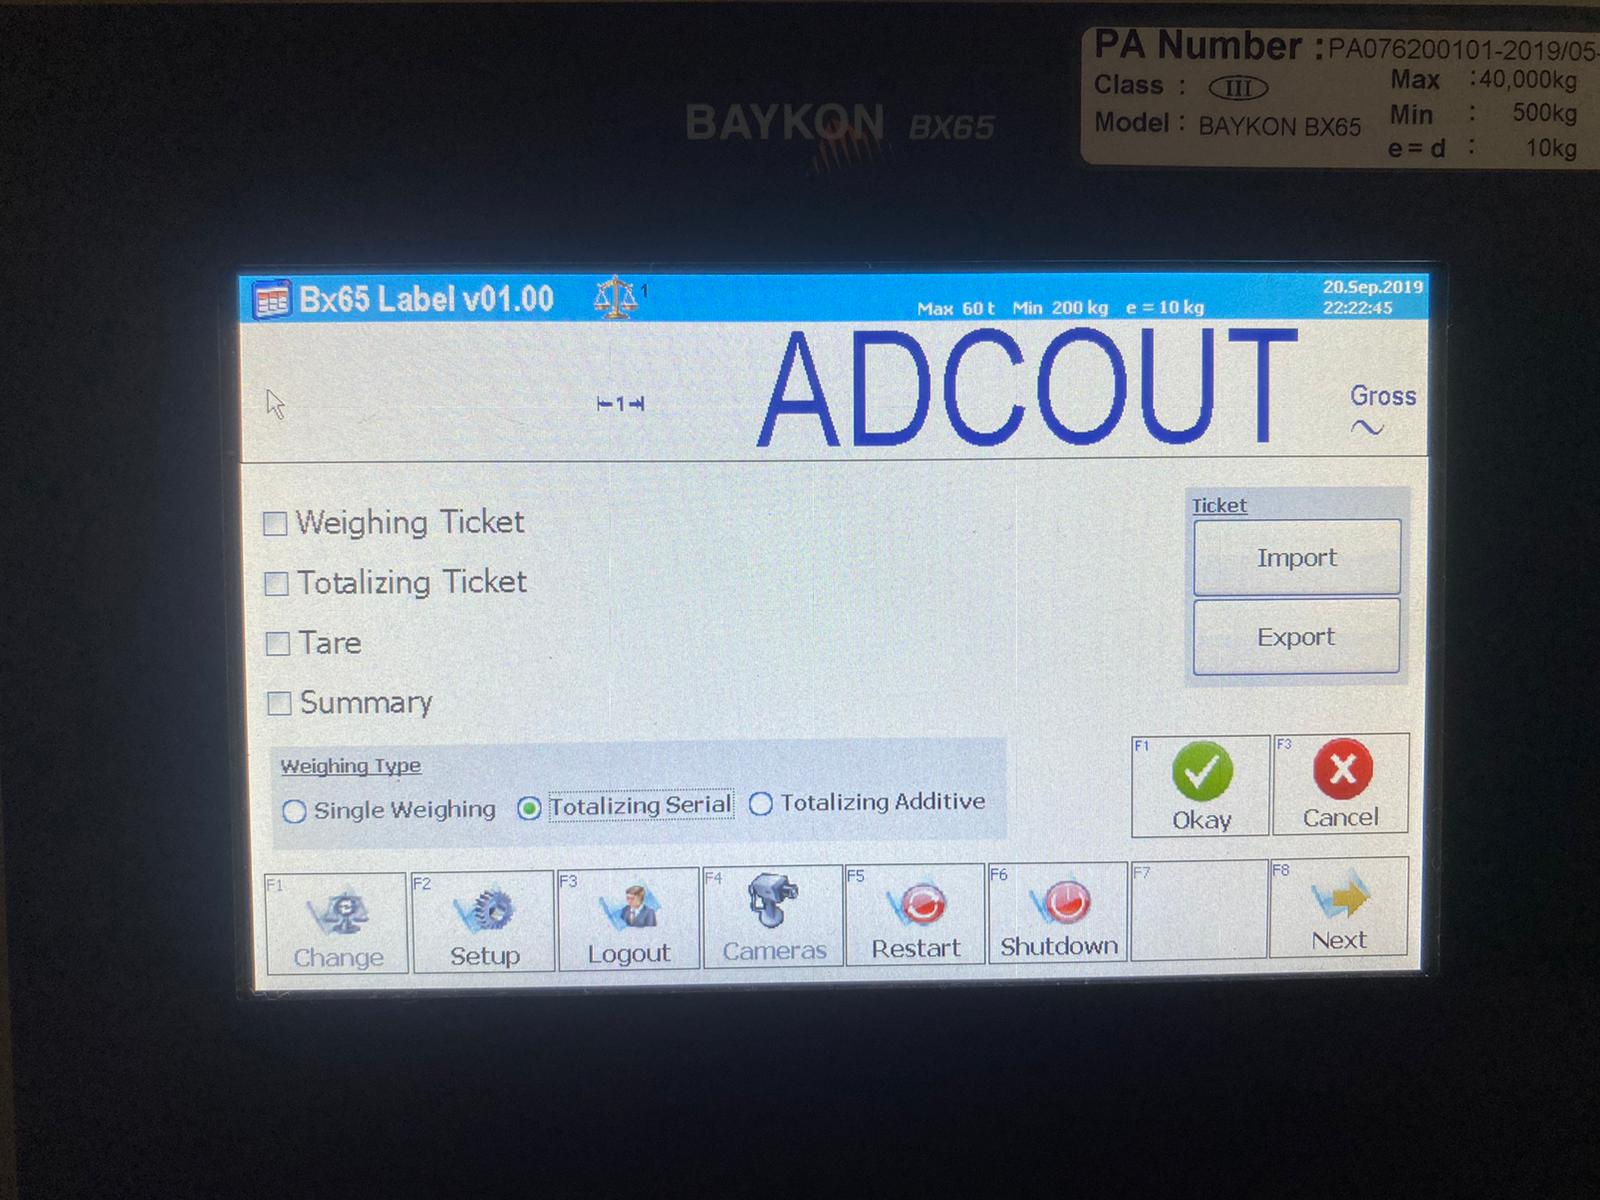 PA Number :PA076200101-2019/05-
Class : III Max :40,000kg
Model : BAYKON BX65 Min : 500kg
e = d : 10kg
BAYKON BX65
Bx65 Label v01.00 1 Max 60 t Min 200 kg e = 10 kg 20.Sep.2019
22:22:45
1 ADCOUT Gross
Weighing Ticket
Totalizing Ticket
Tare
Summary
Ticket
Import
Export
Weighing Type
Single Weighing Totalizing Serial Totalizing Additive
F1 Okay F3 Cancel
F1 Change F2 Setup F3 Logout F4 Cameras F5 Restart F6 Shutdown F7 F8 Next